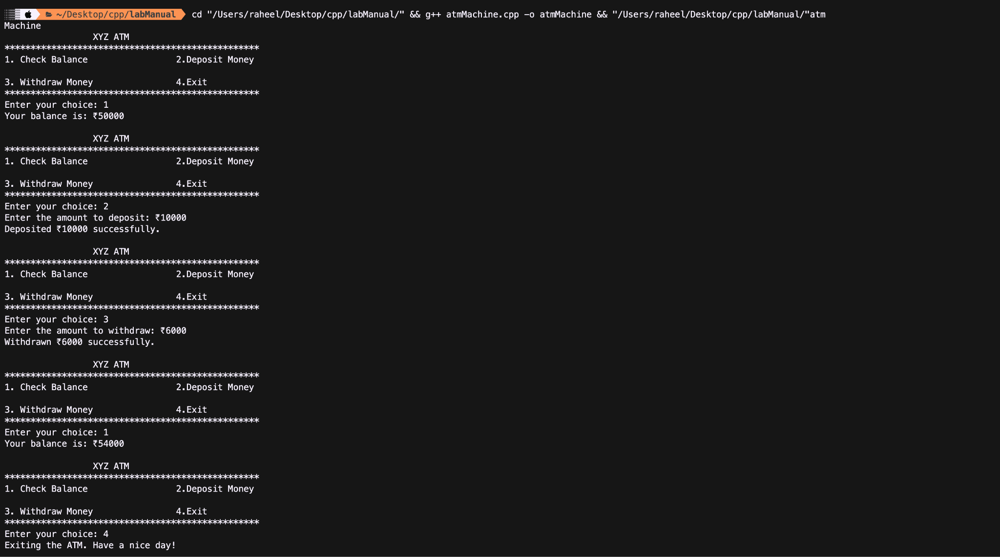 ~/Desktop/cpp/labManual cd "/Users/raheel/Desktop/cpp/labManual/" && g++ atmMachine.cpp -o atmMachine && "/Users/raheel/Desktop/cpp/labManual/"atm
Machine
XYZ ATM
*************************************************
1. Check Balance                 2.Deposit Money
3. Withdraw Money                4.Exit
*************************************************
Enter your choice: 1
Your balance is: ₹50000
XYZ ATM
*************************************************
1. Check Balance                 2.Deposit Money
3. Withdraw Money                4.Exit
*************************************************
Enter your choice: 2
Enter the amount to deposit: ₹10000
Deposited ₹10000 successfully.
XYZ ATM
*************************************************
1. Check Balance                 2.Deposit Money
3. Withdraw Money                4.Exit
*************************************************
Enter your choice: 3
Enter the amount to withdraw: ₹6000
Withdrawn ₹6000 successfully.
XYZ ATM
*************************************************
1. Check Balance                 2.Deposit Money
3. Withdraw Money                4.Exit
*************************************************
Enter your choice: 1
Your balance is: ₹54000
XYZ ATM
*************************************************
1. Check Balance                 2.Deposit Money
3. Withdraw Money                4.Exit
*************************************************
Enter your choice: 4
Exiting the ATM. Have a nice day!